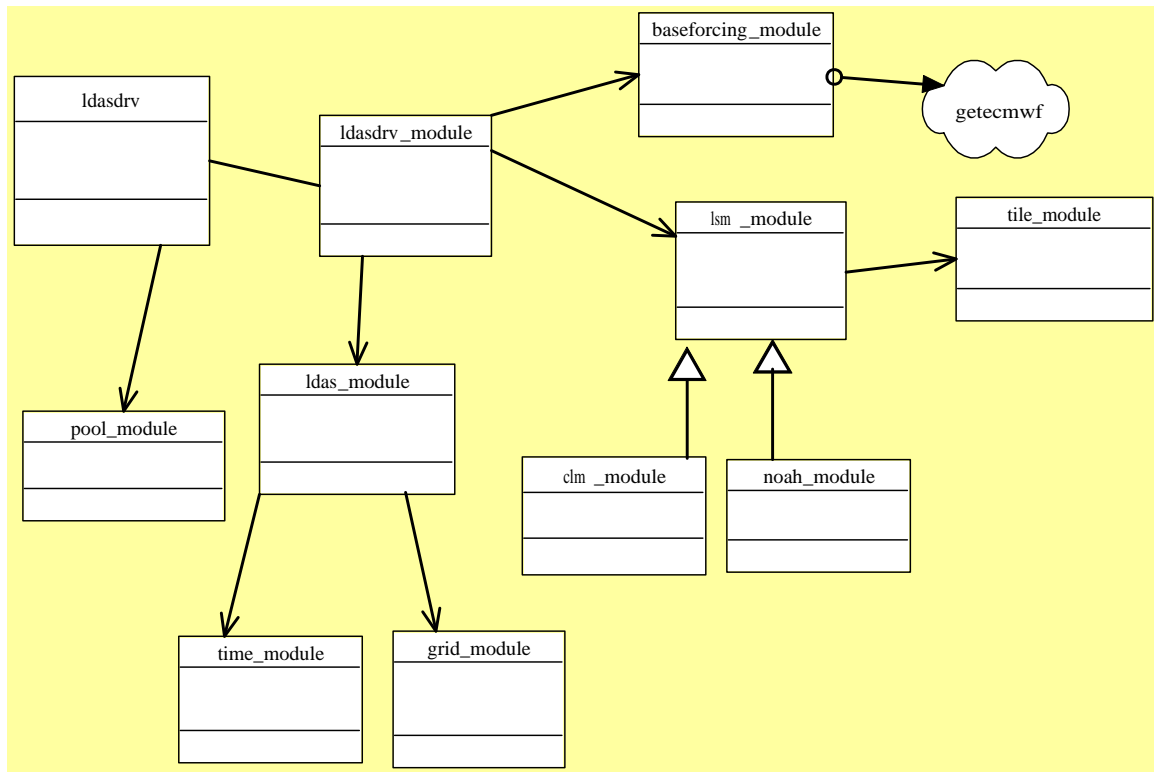 baseforcing_module
ldasdrv
getecmwf
ldasdrv_module
lsm _module
tile_module
ldas_module
pool_module
clm _module
noah_module
time_module
grid_module